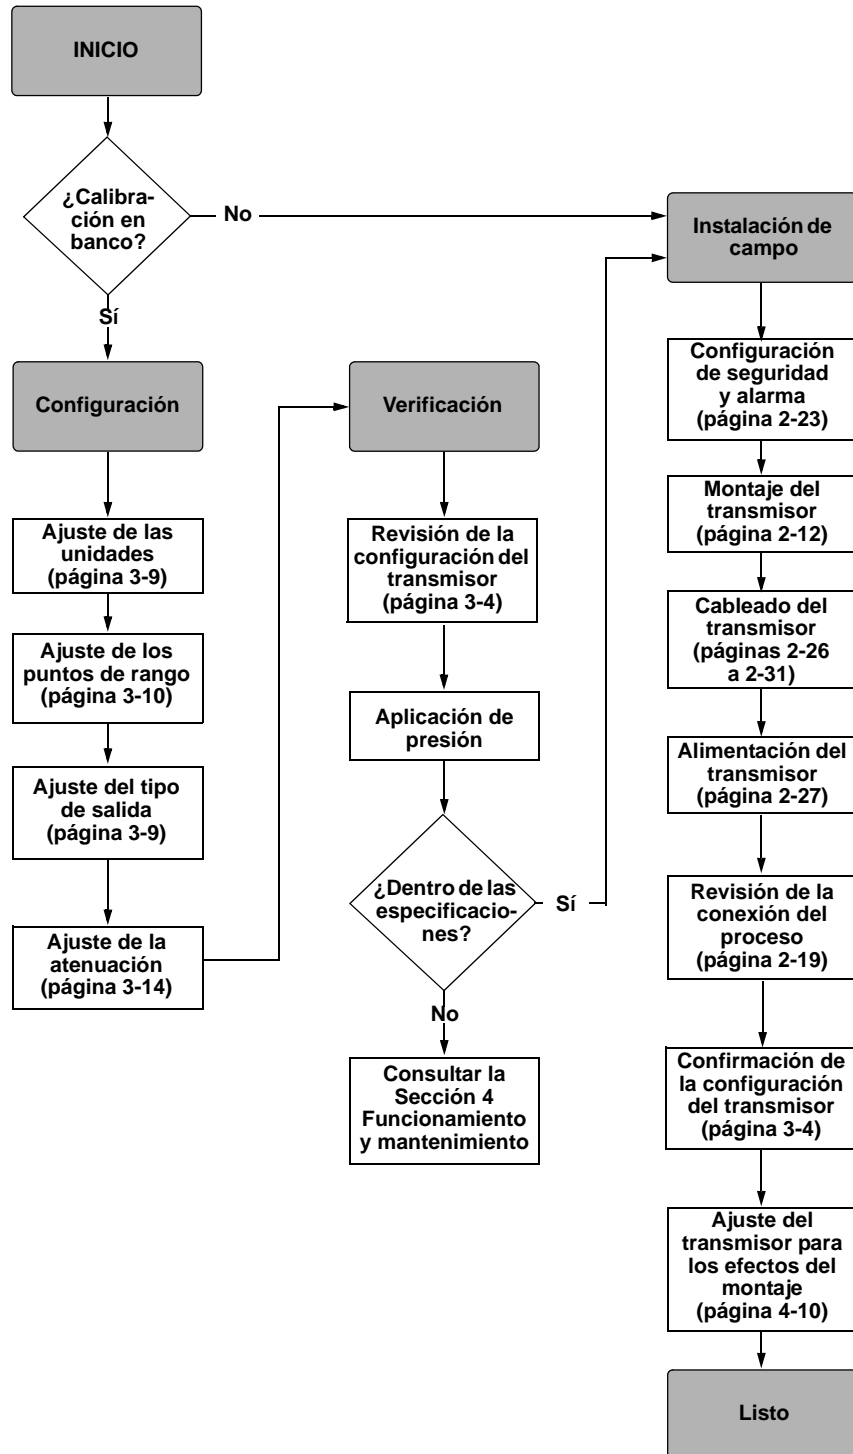 INICIO
¿Calibra-
ción en
banco?
No
Sí
Configuración
Ajuste de las
unidades
(página 3-9)
Ajuste de los
puntos de rango
(página 3-10)
Ajuste del tipo
de salida
(página 3-9)
Ajuste de la
atenuación
(página 3-14)
Verificación
Revisión de la
configuración del
transmisor
(página 3-4)
Aplicación de
presión
¿Dentro de las
especificacio-
nes?
Sí
No
Consultar la
Sección 4
Funcionamiento
y mantenimiento
Instalación de
campo
Configuración
de seguridad
y alarma
(página 2-23)
Montaje del
transmisor
(página 2-12)
Cableado del
transmisor
(páginas 2-26
a 2-31)
Alimentación del
transmisor
(página 2-27)
Revisión de la
conexión del
proceso
(página 2-19)
Confirmación de
la configuración
del transmisor
(página 3-4)
Ajuste del
transmisor para
los efectos del
montaje
(página 4-10)
Listo